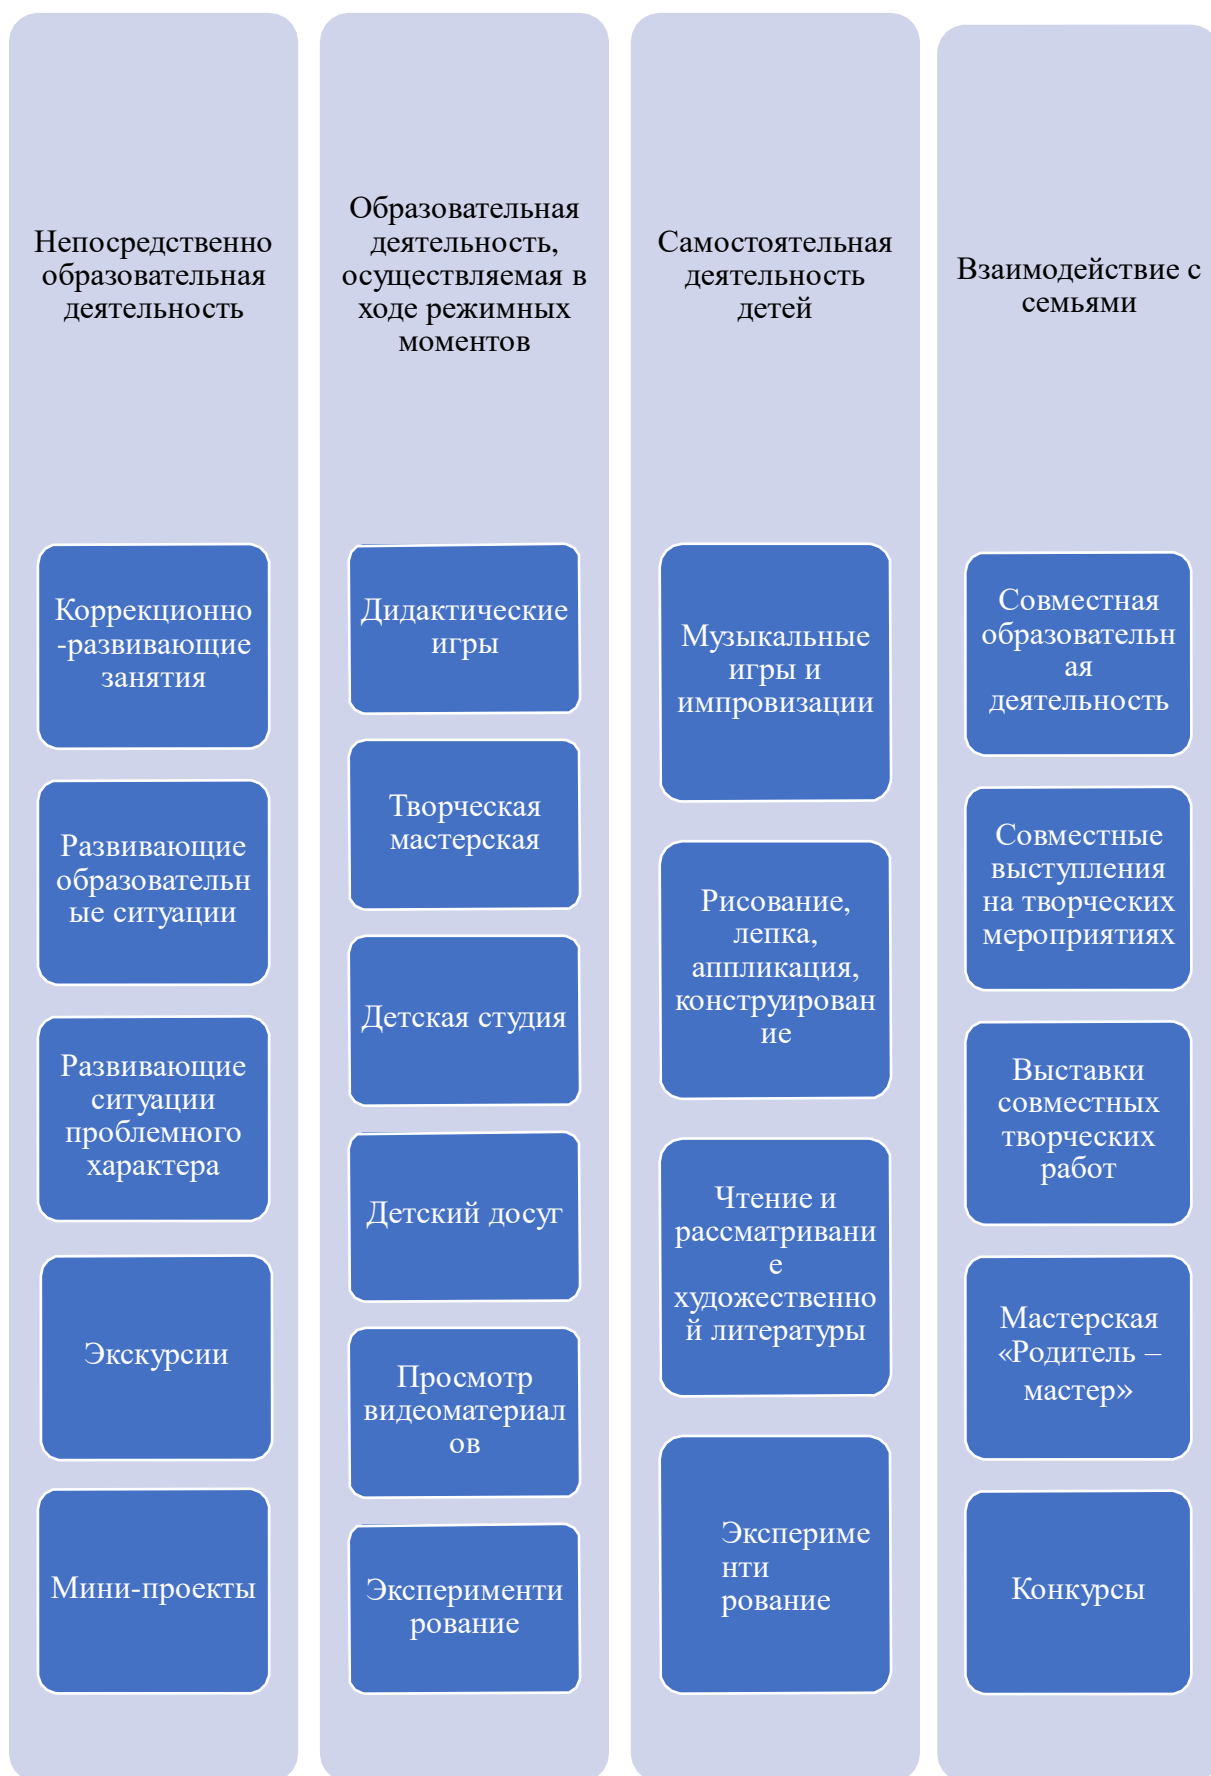 Непосредственно
образовательная
деятельность
Коррекционно
-развивающие
занятия
Развивающие
образовательн
ые ситуации
Развивающие
ситуации
проблемного
характера
Экскурсии
Мини-проекты
Образовательная
деятельность,
осуществляемая в
ходе режимных
моментов
Дидактические
игры
Творческая
мастерская
Детская студия
Детский досуг
Просмотр
видеоматериал
ов
Эксперименти
рование
Самостоятельная
деятельность
детей
Музыкальные
игры и
импровизации
Рисование,
лепка,
аппликация,
конструирован
ие
Чтение и
рассматривани
е
художественно
й литературы
Эксперимe
нти
рование
Взаимодействие с
семьями
Совместная
образовательн
ая
деятельность
Совместные
выступления
на творческих
мероприятиях
Выставки
совместных
творческих
работ
Мастерская
«Родитель –
мастер»
Конкурсы